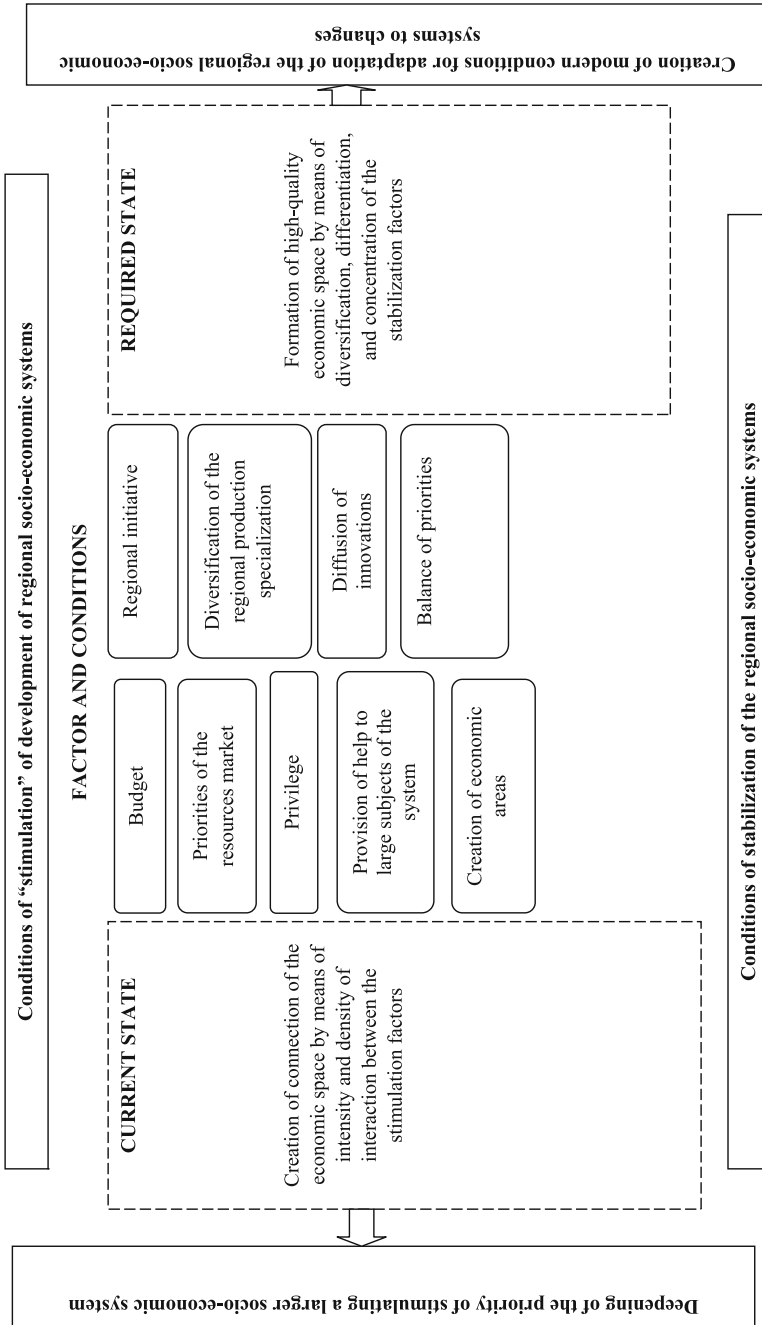 Conditions of “stimulation” of development of regional socio-economic systems
Deepening of the priority of stimulating a larger socio-economic system
CURRENT STATE
Creation of connection of the
economic space by means of
intensity and density of
interaction between the
stimulation factors
FACTOR AND CONDITIONS
Budget
Priorities of the
resources market
Privilege
Provision of help to
large subjects of the
system
Creation of economic
areas
Regional initiative
Diversification of the
regional production
specialization
Diffusion of
innovations
Balance of priorities
REQUIRED STATE
Formation of high-quality
economic space by means of
diversification, differentiation,
and concentration of the
stabilization factors
Creation of modern of conditions for adaptation of the regional socio-economic
systems to changes
Conditions of stabilization of the regional socio-economic systems